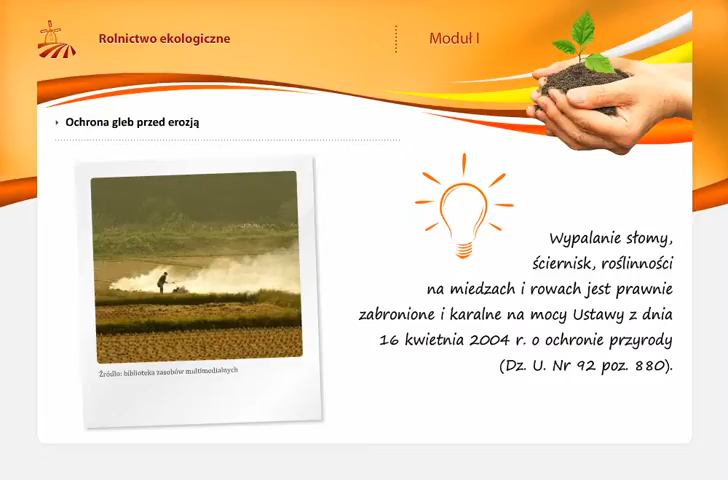 Rolnictwo ekologiczne
Moduł I
Ochrona gleb przed erozją
Wypalanie słomy,
ściernisk, roślinności
na miedzach i rowach jest prawnie
zabronione i karalne na mocy Ustawy z dnia
16 kwietnia 2004 r. o ochronie przyrody
(Dz. U. Nr 92 poz. 880).
Źródło: biblioteka zasobów multimedialnych